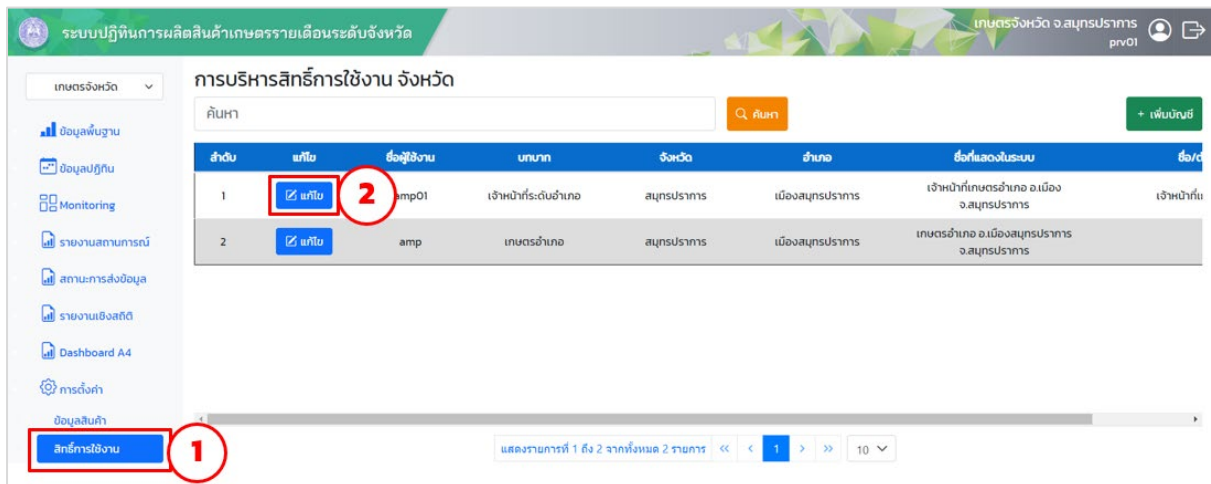 ระบบปฏิทินการผลิตสินค้าเกษตรรายเดือนระดับจังหวัด
เกษตรจังหวัด จ.สมุทรปราการ
prv01
เกษตรจังหวัด
ข้อมูลพื้นฐาน
ข้อมูลปฏิทิน
Monitoring
รายงานสถานการณ์
สถานะการส่งข้อมูล
รายงานเชิงสถิติ
Dashboard A4
การตั้งค่า
ข้อมูลสินค้า
สิทธิ์การใช้งาน
1
การบริหารสิทธิ์การใช้งาน จังหวัด
ค้นหา
ค้นหา
+ เพิ่มบัญชี
ลำดับ แก้ไข ชื่อผู้ใช้งาน บทบาท จังหวัด อำเภอ ชื่อที่แสดงในระบบ
1 แก้ไข 2 amp01 เจ้าหน้าที่ระดับอำเภอ สมุทรปราการ เมืองสมุทรปราการ เจ้าหน้าที่เกษตรอำเภอ อ.เมือง
จ.สมุทรปราการ
2 แก้ไข amp เกษตรอำเภอ สมุทรปราการ เมืองสมุทรปราการ เกษตรอำเภอ อ.เมืองสมุทรปราการ
จ.สมุทรปราการ
แสดงรายการที่ 1 ถึง 2 จากทั้งหมด 2 รายการ « < 1 > » 10